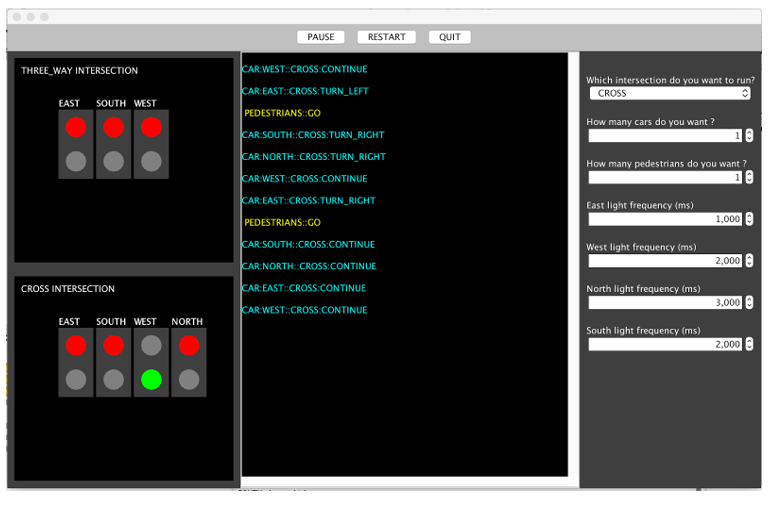 PAUSE RESTART QUIT
THREE_WAY INTERSECTION
EAST SOUTH WEST
CROSS INTERSECTION
EAST SOUTH WEST NORTH
CAR:WEST::CROSS:CONTINUE
CAR:EAST::CROSS:TURN_LEFT
PEDESTRIANS::GO
CAR:SOUTH::CROSS:TURN_RIGHT
CAR:NORTH::CROSS:TURN_RIGHT
CAR:WEST::CROSS:CONTINUE
CAR:EAST::CROSS:TURN_RIGHT
PEDESTRIANS::GO
CAR:SOUTH::CROSS:CONTINUE
CAR:NORTH::CROSS:CONTINUE
CAR:EAST::CROSS:CONTINUE
CAR:WEST::CROSS:CONTINUE
Which intersection do you want to run?
CROSS
How many cars do you want ?
1
How many pedestrians do you want ?
1
East light frequency (ms)
1,000
West light frequency (ms)
2,000
North light frequency (ms)
3,000
South light frequency (ms)
2,000